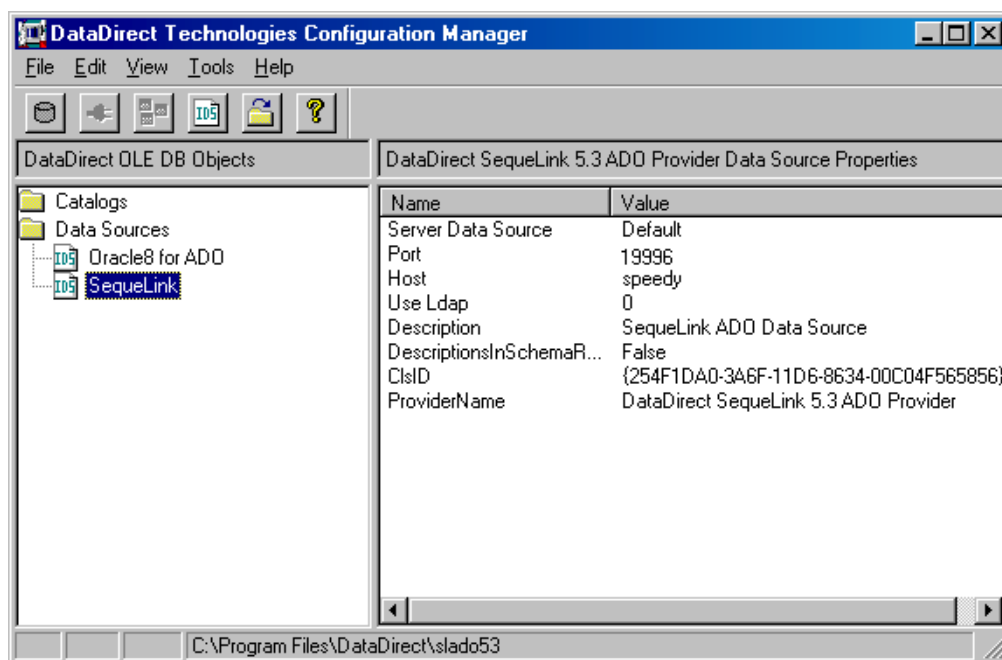 DataDirect Technologies Configuration Manager
File Edit View Tools Help
IDS
DataDirect OLE DB Objects
DataDirect SequeLink 5.3 ADO Provider Data Source Properties
Catalogs
Data Sources
IDS Oracle8 for ADO
IDS SequeLink
Name Value
Server Data Source Default
Port 19996
Host speedy
Use Ldap 0
Description SequeLink ADO Data Source
DescriptionsInSchemaR... False
ClsID {254F1DA0-3A6F-11D6-8634-00C04F565856}
ProviderName DataDirect SequeLink 5.3 ADO Provider
C:\Program Files\DataDirect\slado53